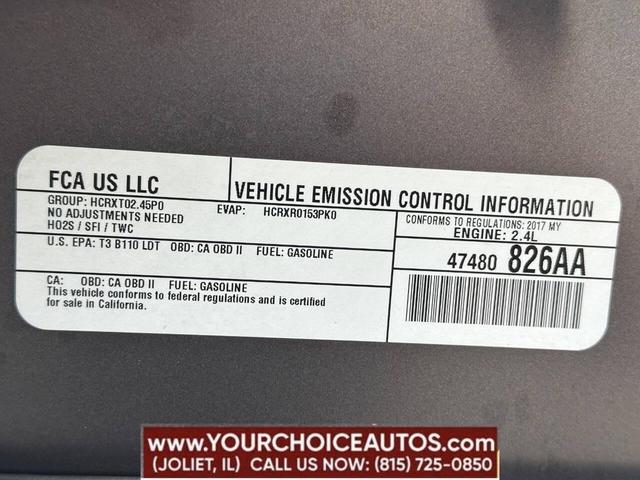 FCA US LLC
VEHICLE EMISSION CONTROL INFORMATION
GROUP: HCRXT02.45P0 EVAP: HCRXR0153PK0
NO ADJUSTMENTS NEEDED
HO2S / SFI / TWC
CONFORMS TO REGULATIONS: 2017 MY
ENGINE: 2.4L
U.S. EPA: T3 B110 LDT OBD: CA OBD II FUEL: GASOLINE
47480 826AA
CA: OBD: CA OBD II FUEL: GASOLINE
This vehicle conforms to federal regulations and is certified
for sale in California.
WWW.YOURCHOICEAUTOS.COM
(JOLIET, IL) CALL US NOW: (815) 725-0850